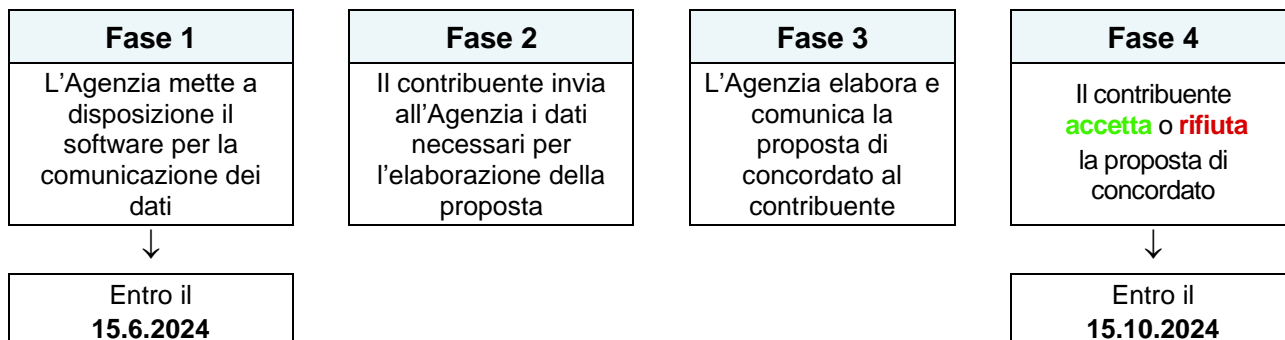 Fase 1
L’Agenzia mette a
disposizione il
software per la
comunicazione dei
dati
↓
Entro il
15.6.2024
Fase 2
Il contribuente invia
all’Agenzia i dati
necessari per
l’elaborazione della
proposta
Fase 3
L’Agenzia elabora e
comunica la
proposta di
concordato al
contribuente
Fase 4
Il contribuente
accetta o rifiuta
la proposta di
concordato
↓
Entro il
15.10.2024